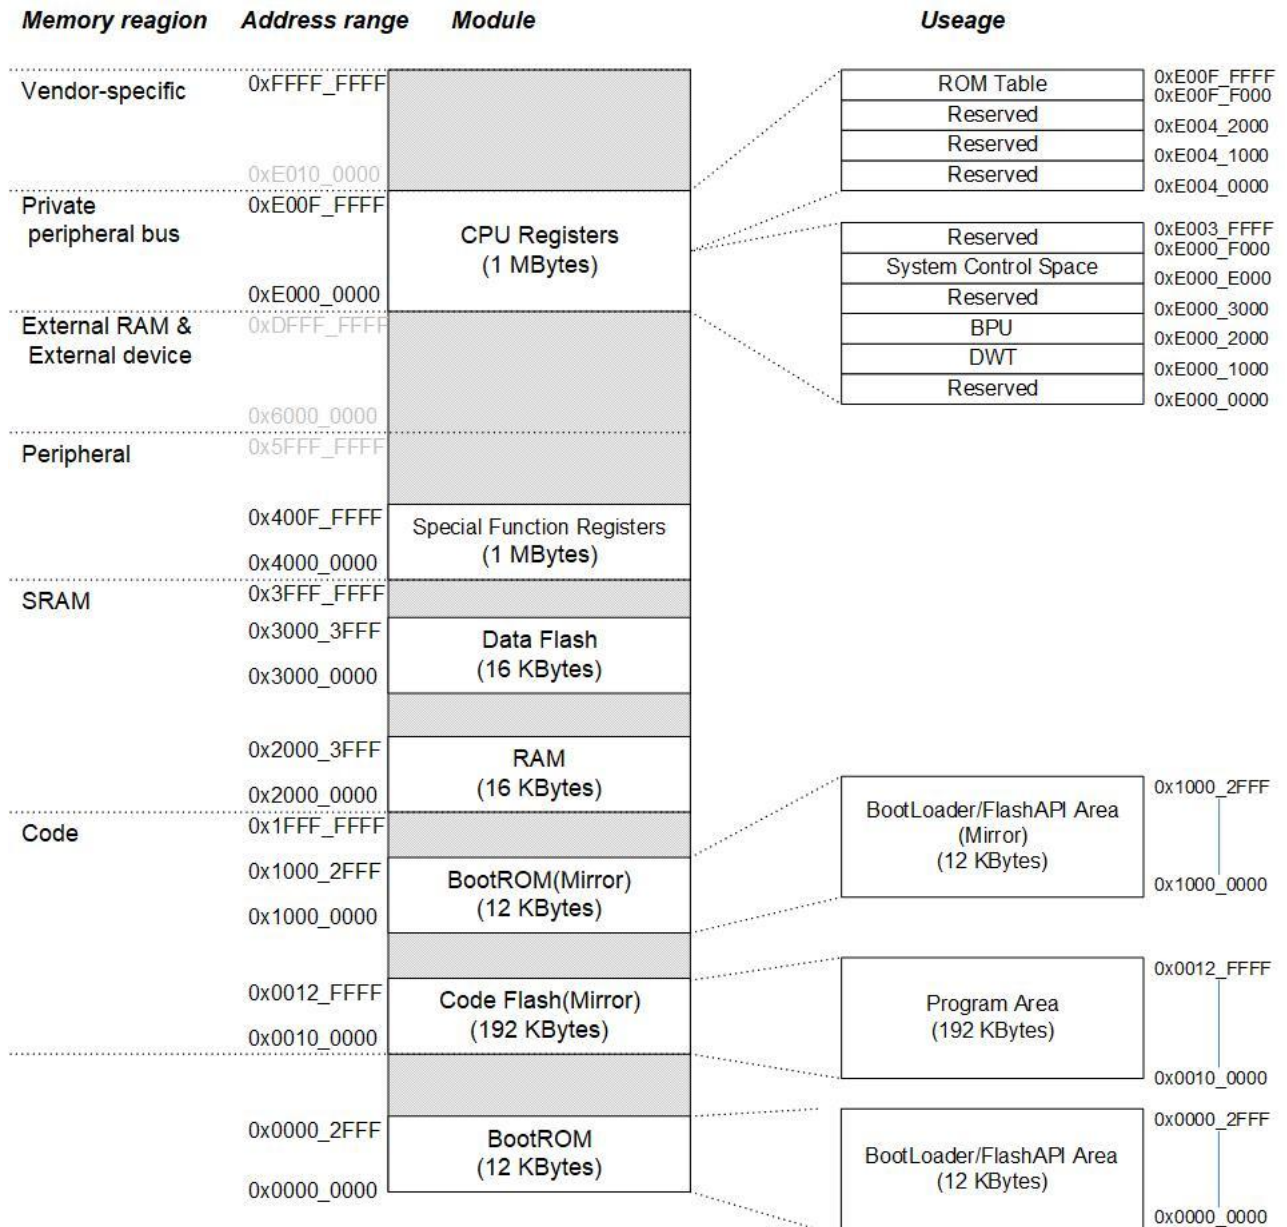 Memory reagion Address range Module Useage
Vendor-specific
0xFFFF_FFFF
0xE010_0000
Private
peripheral bus
0xE00F_FFFF
CPU Registers
(1 MBytes)
0xE000_0000
External RAM &
External device
0xDFFF_FFFF
0x6000_0000
Peripheral
0x5FFF_FFFF
0x400F_FFFF
Special Function Registers
(1 MBytes)
0x4000_0000
SRAM
0x3FFF_FFFF
0x3000_3FFF
Data Flash
(16 KBytes)
0x3000_0000
0x2000_3FFF
RAM
(16 KBytes)
0x2000_0000
Code
0x1FFF_FFFF
0x1000_2FFF
BootROM(Mirror)
(12 KBytes)
0x1000_0000
0x0012_FFFF
Code Flash(Mirror)
(192 KBytes)
0x0010_0000
0x0000_2FFF
BootROM
(12 KBytes)
0x0000_0000
ROM Table
0xE00F_FFFF
0xE00F_F000
Reserved
0xE004_2000
Reserved
0xE004_1000
Reserved
0xE004_0000
0xE003_FFFF
Reserved
0xE000_F000
System Control Space
0xE000_E000
Reserved
0xE000_3000
BPU
0xE000_2000
DWT
0xE000_1000
Reserved
0xE000_0000
0x1000_2FFF
BootLoader/FlashAPI Area
(Mirror)
(12 KBytes)
0x1000_0000
0x0012_FFFF
Program Area
(192 KBytes)
0x0010_0000
0x0000_2FFF
BootLoader/FlashAPI Area
(12 KBytes)
0x0000_0000